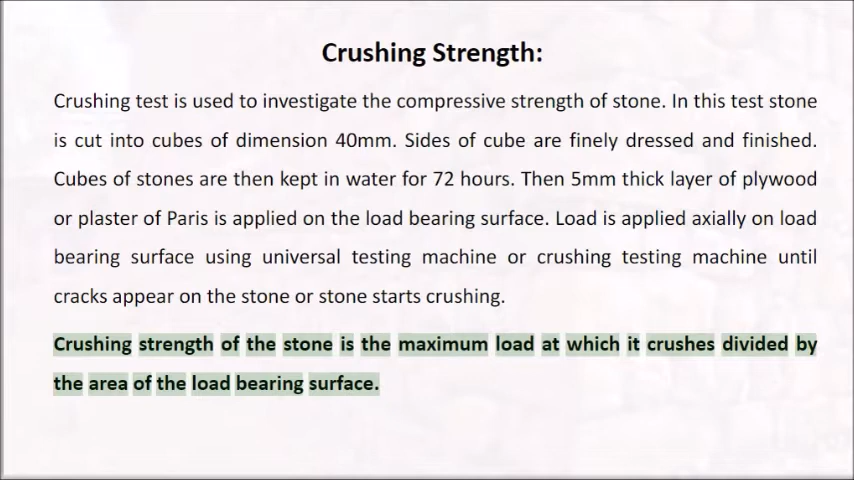 Crushing Strength:
Crushing test is used to investigate the compressive strength of stone. In this test stone
is cut into cubes of dimension 40mm. Sides of cube are finely dressed and finished.
Cubes of stones are then kept in water for 72 hours. Then 5mm thick layer of plywood
or plaster of Paris is applied on the load bearing surface. Load is applied axially on load
bearing surface using universal testing machine or crushing testing machine until
cracks appear on the stone or stone starts crushing.
Crushing strength of the stone is the maximum load at which it crushes divided by
the area of the load bearing surface.